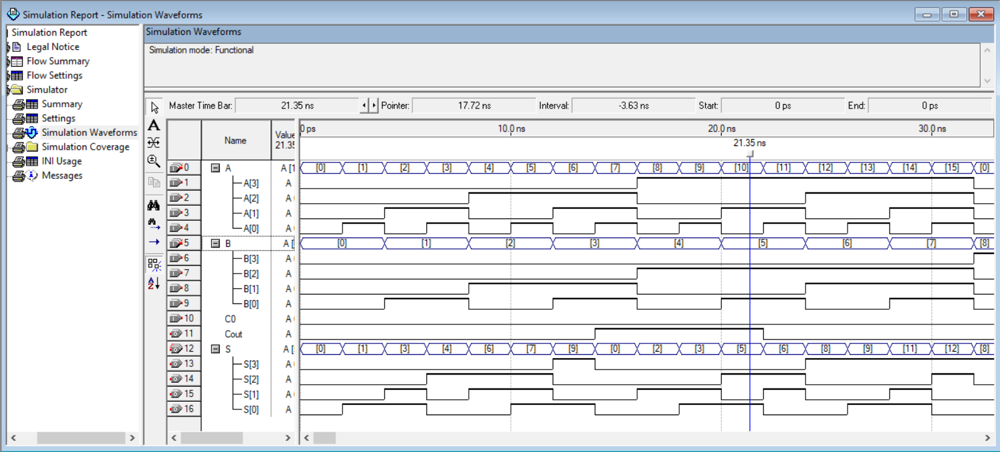 Simulation Report - Simulation Waveforms
Simulation Report
Legal Notice
Flow Summary
Flow Settings
Simulator
Summary
Settings
Simulation Waveforms
Simulation Coverage
INI Usage
Messages
Simulation Waveforms
Simulation mode: Functional
Master Time Bar: 21.35 ns Pointer: 17.72 ns Interval: -3.63 ns Start: 0 ps End: 0 ps
Name Value 21.35 0 ps 10.0 ns 20.0 ns 30.0 ns
21.35 ns
0 A A [1 [0] [1] [2] [3] [4] [5] [6] [7] [8] [9] [10] [11] [12] [13] [14] [15] [0]
1 A[3] A
2 A[2] A
3 A[1] A
4 A[0] A
5 B A [ [0] [1] [2] [3] [4] [5] [6] [7] [8]
6 B[3] A
7 B[2] A
8 B[1] A
9 B[0] A
10 C0 A
11 Cout A
12 S A [ [0] [1] [3] [4] [6] [7] [9] [0] [2] [3] [5] [6] [8] [9] [11] [12] [8]
13 S[3] A
14 S[2] A
15 S[1] A
16 S[0] A